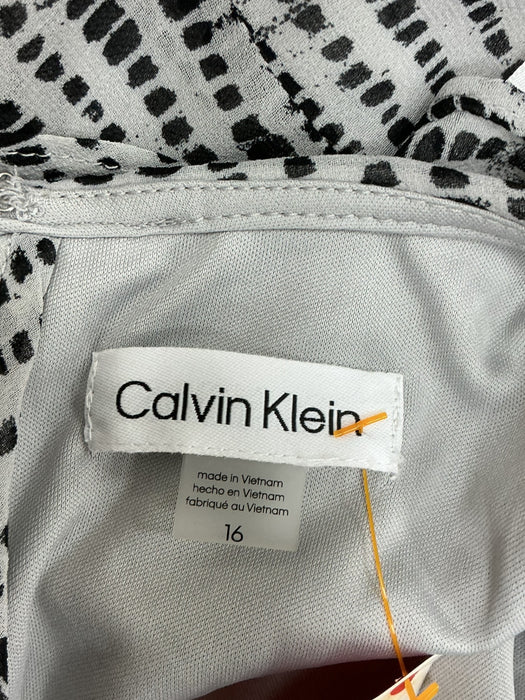 Calvin Klein
made in Vietnam
hecho en Vietnam
fabriqué au Vietnam
16